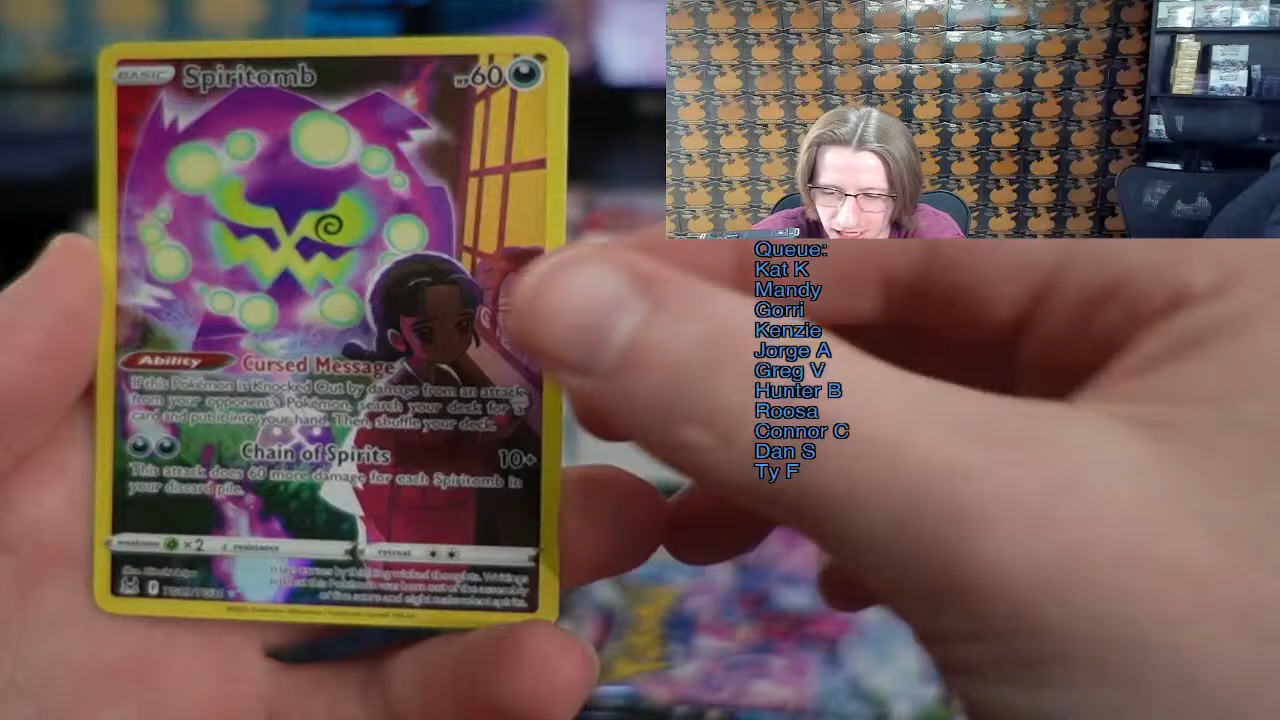 BASIC Spiritomb HP60
Ability Cursed Message
If this Pokémon is Knocked Out by damage from an attack
from your opponent's Pokémon, search your deck for a
card and put it into your hand. Then, shuffle your deck.
Chain of Spirits 10+
This attack does 60 more damage for each Spiritomb in
your discard pile.
weakness ×2 resistance retreat
Queue:
Kat K
Mandy
Gorri
Kenzie
Jorge A
Greg V
Hunter B
Roosa
Connor C
Dan S
Ty F